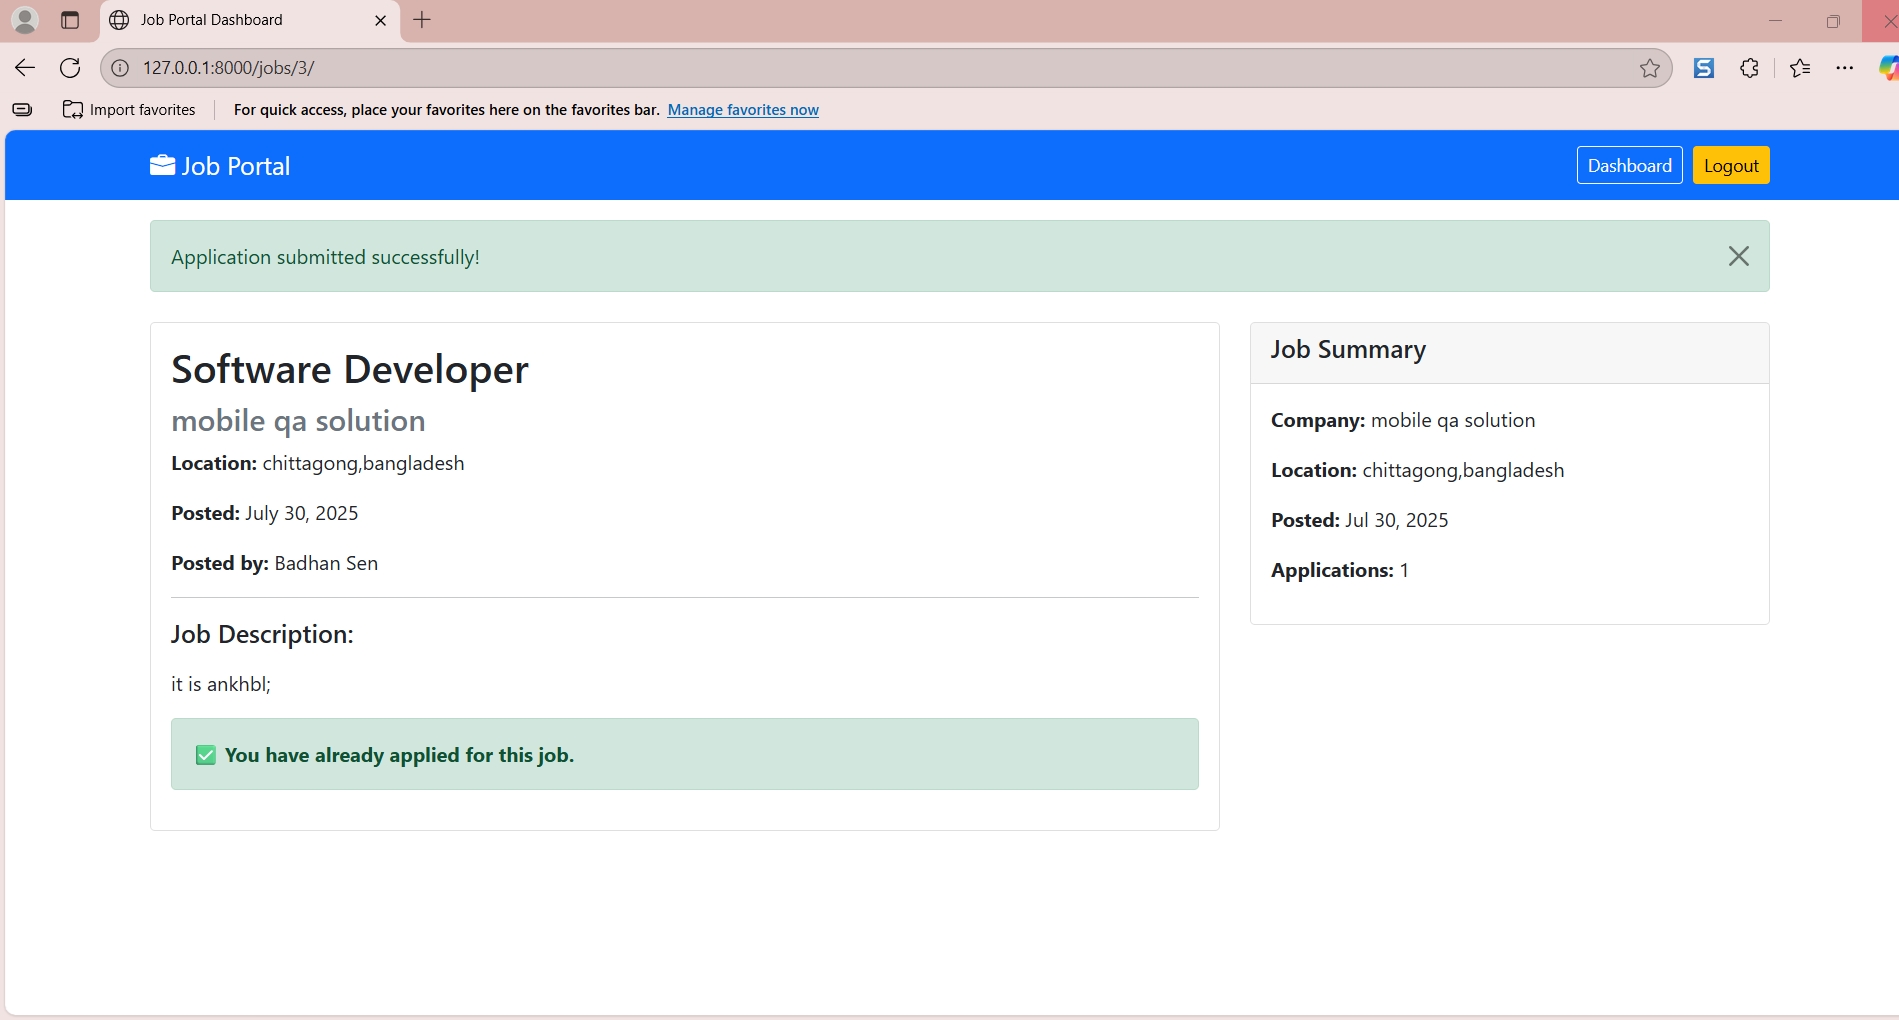 Job Portal Dashboard
127.0.0.1:8000/jobs/3/
Import favorites
For quick access, place your favorites here on the favorites bar. Manage favorites now
Job Portal
Dashboard
Logout
Application submitted successfully!
Software Developer
mobile qa solution
Location: chittagong,bangladesh
Posted: July 30, 2025
Posted by: Badhan Sen
Job Description:
it is ankhbl;
✅ You have already applied for this job.
Job Summary
Company: mobile qa solution
Location: chittagong,bangladesh
Posted: Jul 30, 2025
Applications: 1